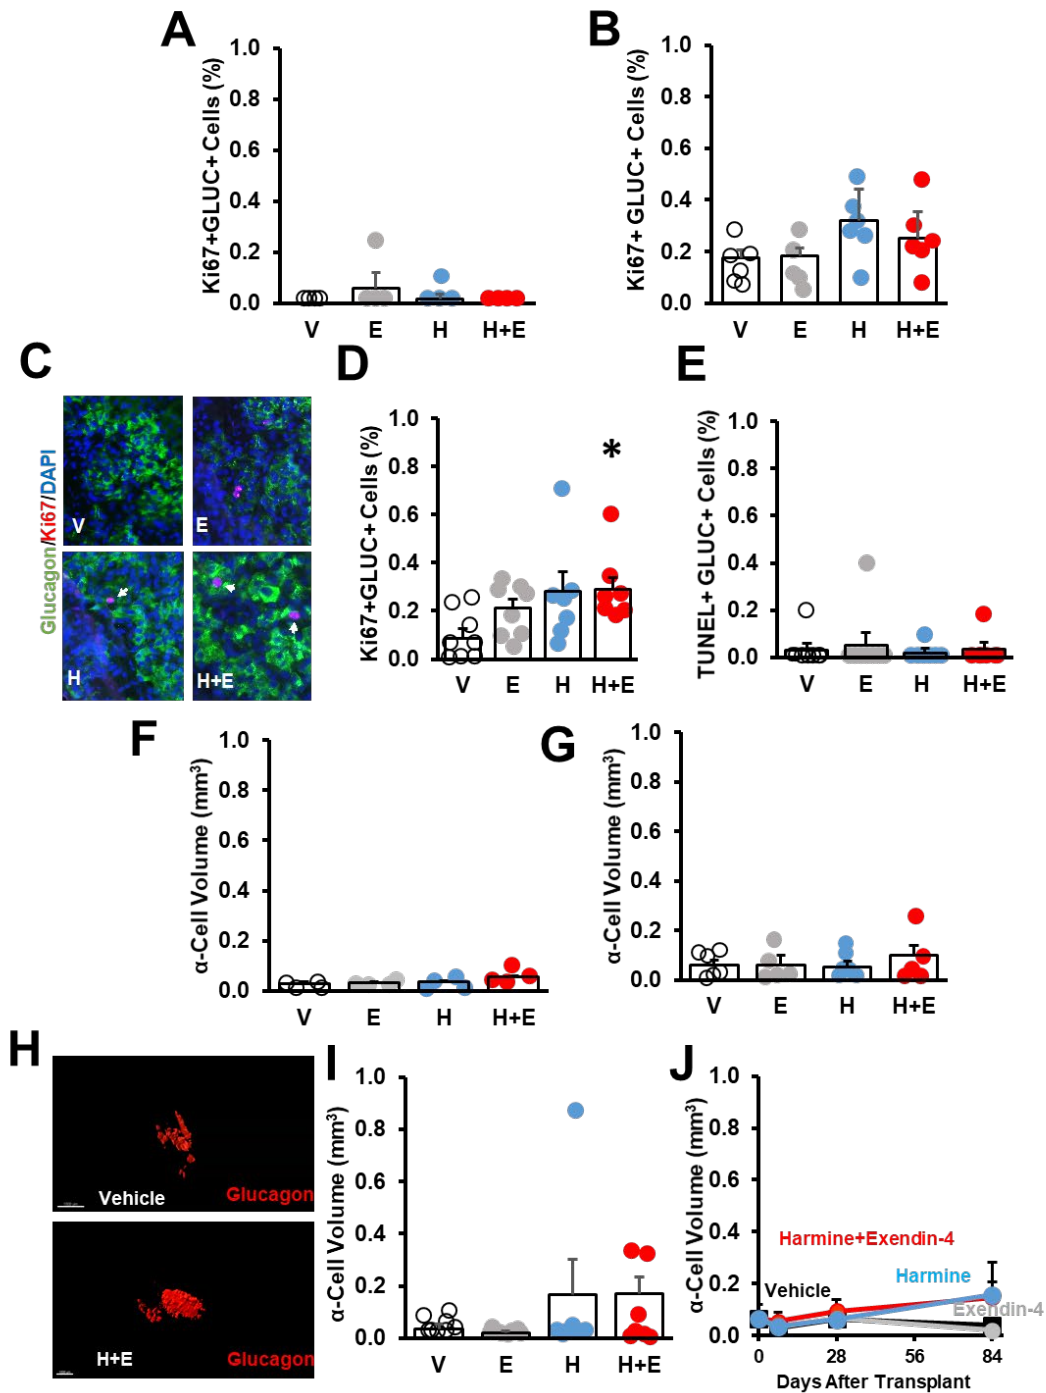 A
Ki67+GLUC+ Cells (%)
1.0
0.8
0.6
0.4
0.2
0.0
V E H H+E
B
Ki67+ GLUC+ Cells (%)
1.0
0.8
0.6
0.4
0.2
0.0
V E H H+E
C
Glucagon/Ki67/DAPI
V
E
H
H+E
D
Ki67+GLUC+ Cells (%)
1.0
0.8
0.6
0.4
0.2
0.0
*
V E H H+E
E
TUNEL+ GLUC+ Cells (%)
1.0
0.8
0.6
0.4
0.2
0.0
V E H H+E
F
α-Cell Volume (mm³)
1.0
0.8
0.6
0.4
0.2
0.0
V E H H+E
G
α-Cell Volume (mm³)
1.0
0.8
0.6
0.4
0.2
0.0
V E H H+E
H
Vehicle
Glucagon
H+E
Glucagon
I
α-Cell Volume (mm³)
1.0
0.8
0.6
0.4
0.2
0.0
V E H H+E
J
α-Cell Volume (mm³)
1.0
0.8
0.6
0.4
0.2
0.0
Harmine+Exendin-4
Harmine
Vehicle
Exendin-4
0 28 56 84
Days After Transplant